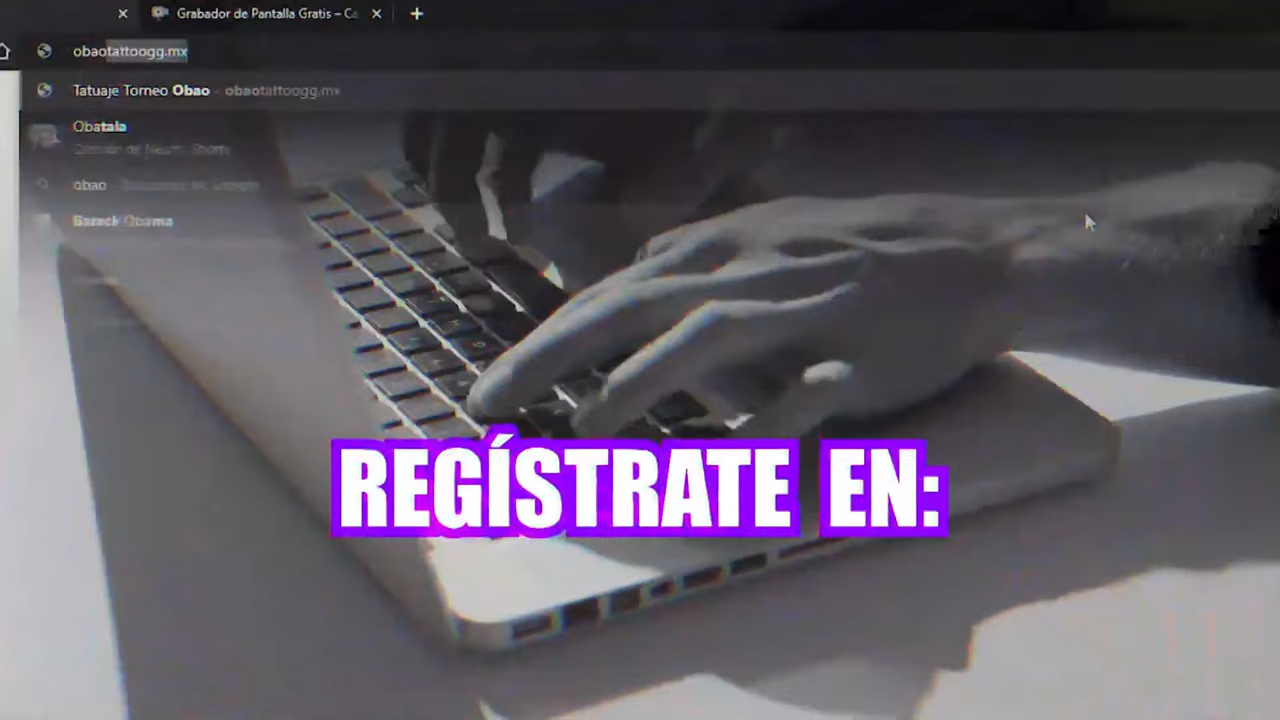 Grabador de Pantalla Gratis – Ca
obaotattoogg.mx
Tatuaje Torneo Obao - obaotattoogg.mx
Obatala
obao
Barack Obama
REGÍSTRATE EN: